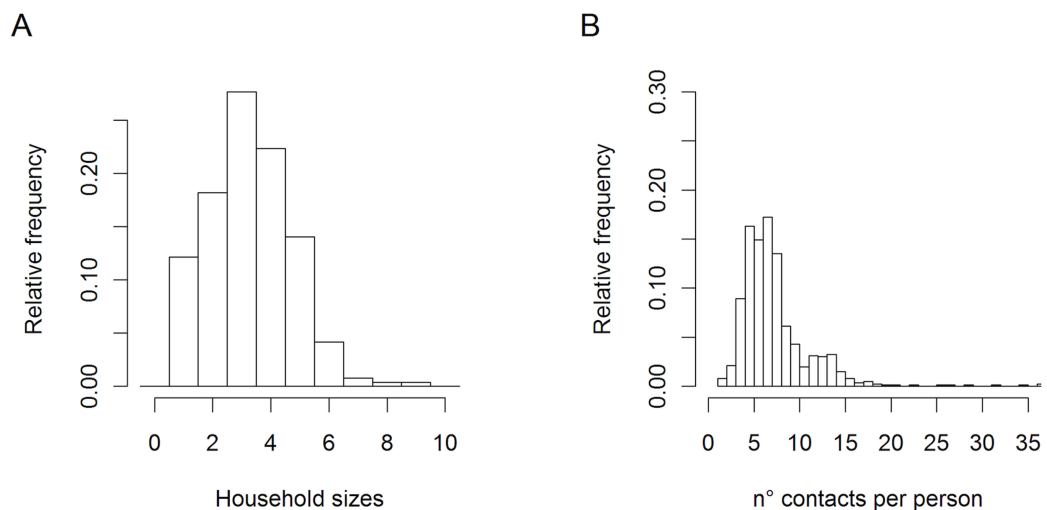 A
Relative frequency
0.00 0.10 0.20
0 2 4 6 8 10
Household sizes
B
Relative frequency
0.00 0.10 0.20 0.30
0 5 10 15 20 25 30 35
n° contacts per person